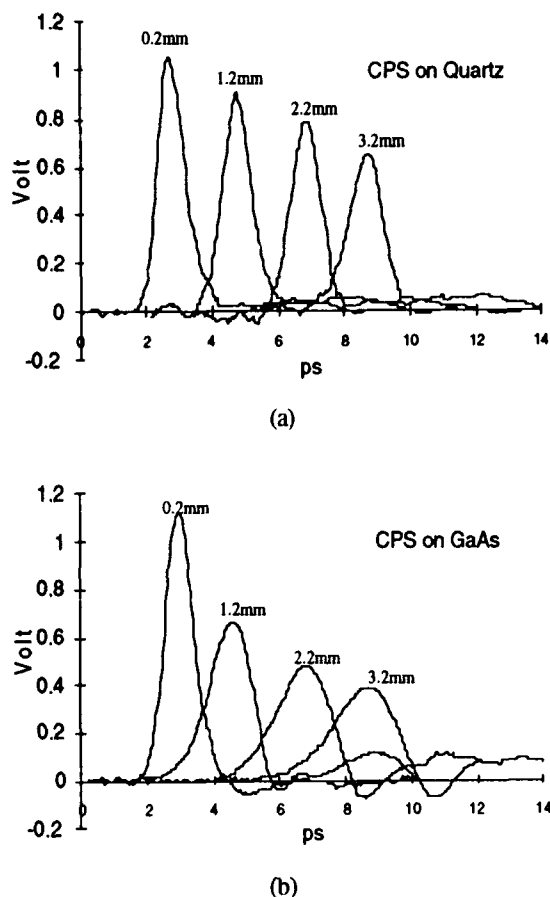 1.2
0.2mm
CPS on Quartz
1
1.2mm
2.2mm
0.8
3.2mm
Volt
0.6
0.4
0.2
0
0 2 4 6 8 10 12 14
-0.2
ps
(a)
1.2
0.2mm
CPS on GaAs
1
0.8
1.2mm
Volt
0.6
2.2mm
3.2mm
0.4
0.2
0
0 2 4 6 8 10 12 14
-0.2
ps
(b)